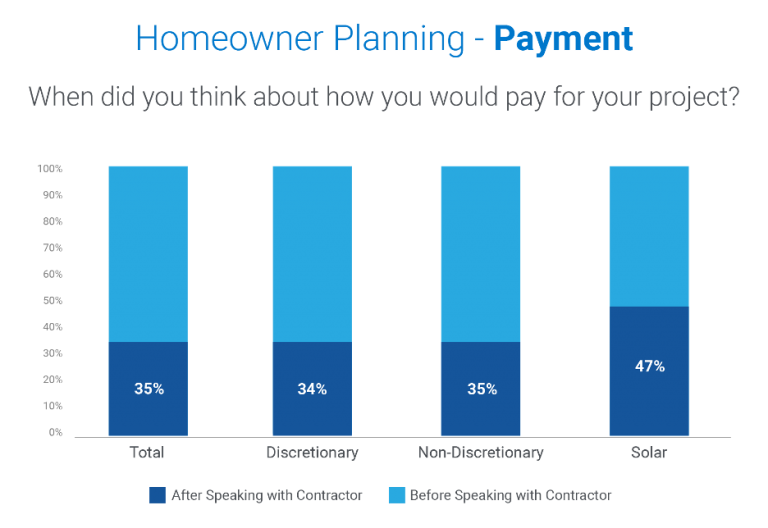 Homeowner Planning - Payment
When did you think about how you would pay for your project?
100%
90%
80%
70%
60%
50%
40%
30%
20%
10%
0%
35%
34%
35%
47%
Total
Discretionary
Non-Discretionary
Solar
After Speaking with Contractor
Before Speaking with Contractor